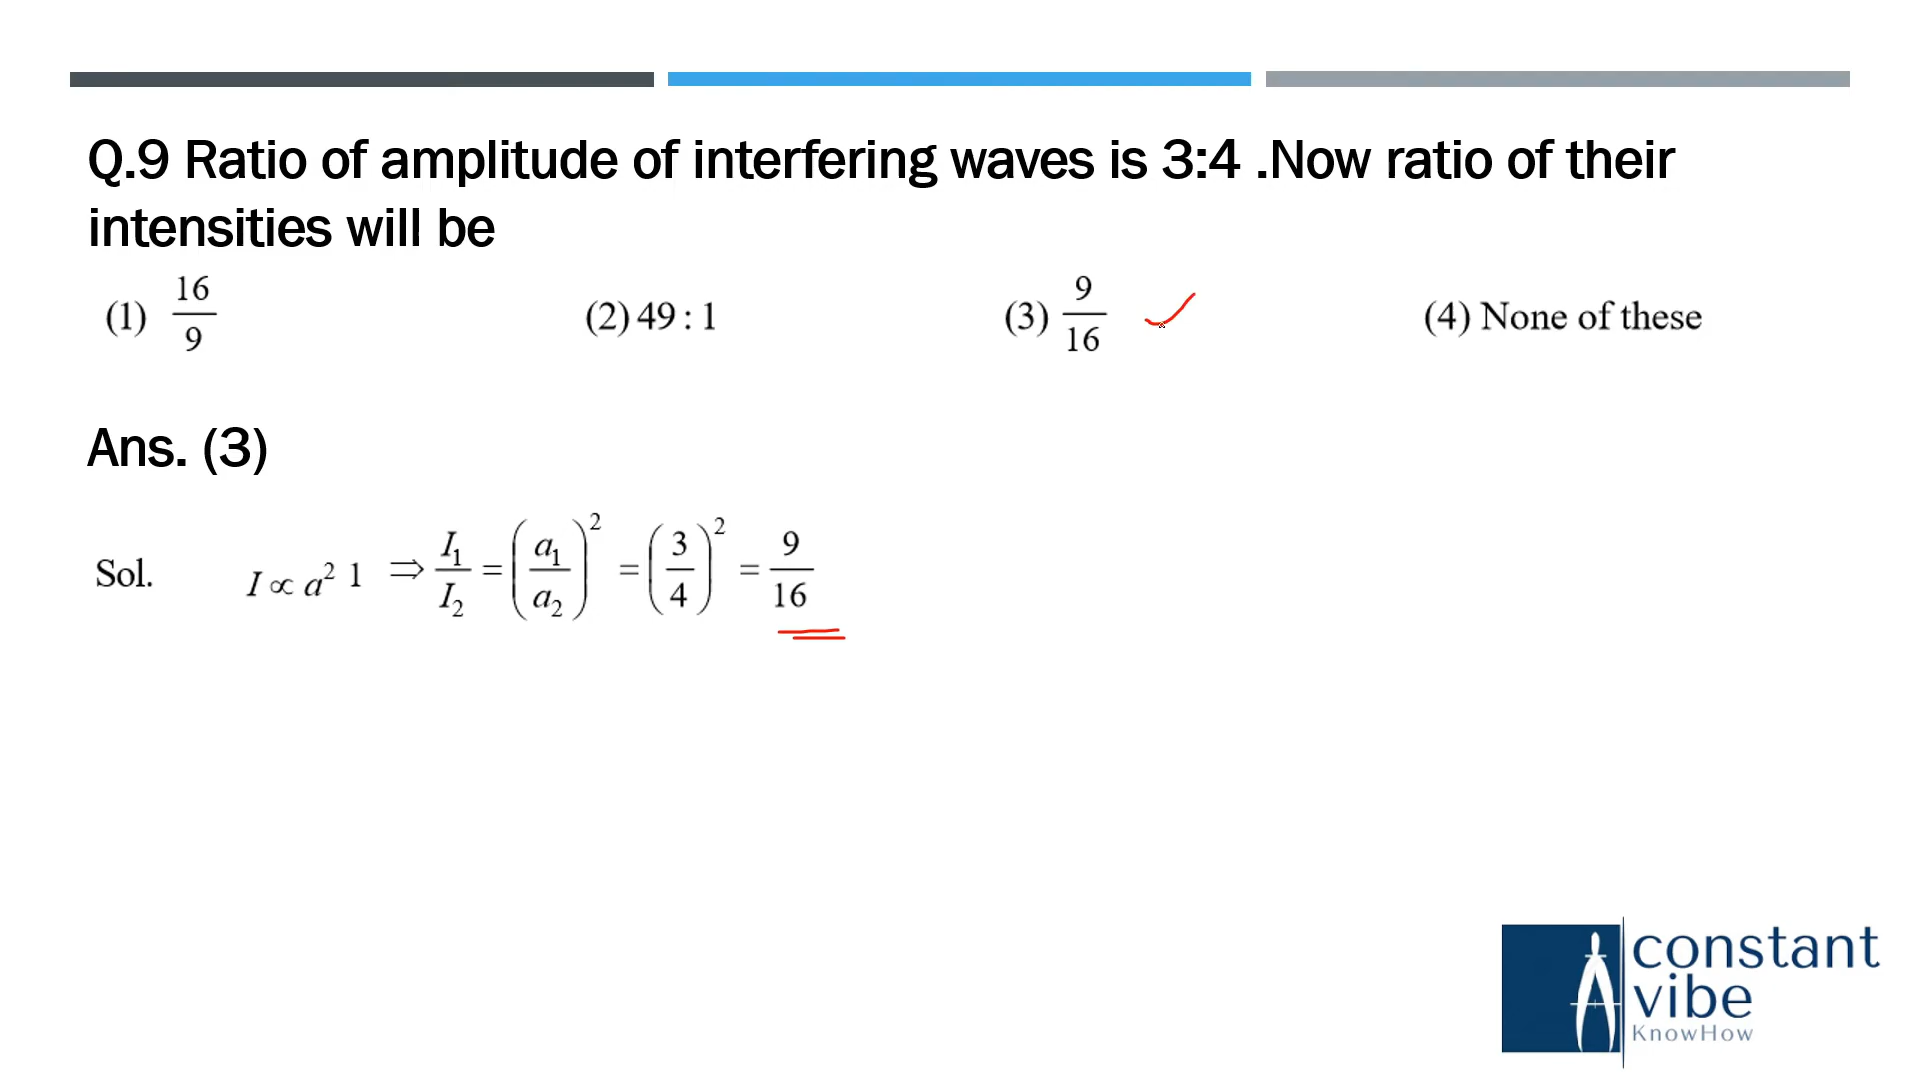 Q.9 Ratio of amplitude of interfering waves is 3:4 .Now ratio of their
intensities will be
(1) 16/9 (2) 49 : 1 (3) 9/16 (4) None of these
Ans. (3)
Sol. I ∝ a² 1 ⇒ I₁/I₂ = (a₁/a₂)² = (3/4)² = 9/16
constant
vibe
KnowHow